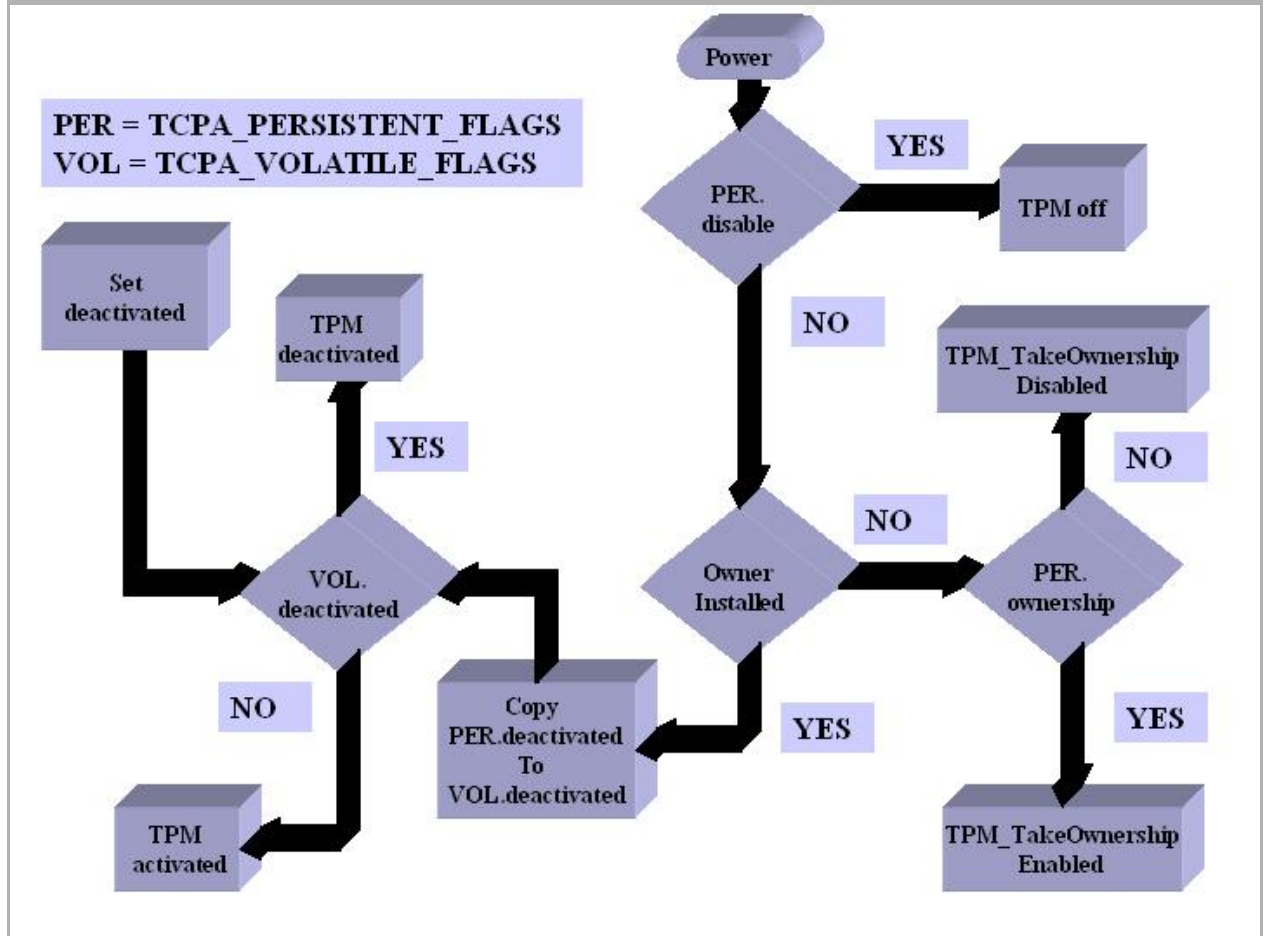 Power
PER = TCPA_PERSISTENT_FLAGS
VOL = TCPA_VOLATILE_FLAGS
YES
PER.
disable
TPM off
Set
deactivated
TPM
deactivated
NO
TPM_TakeOwnership
Disabled
YES
NO
NO
VOL.
deactivated
Owner
Installed
PER.
ownership
NO
Copy
PER.deactivated
To
VOL.deactivated
YES
YES
TPM
activated
TPM_TakeOwnership
Enabled